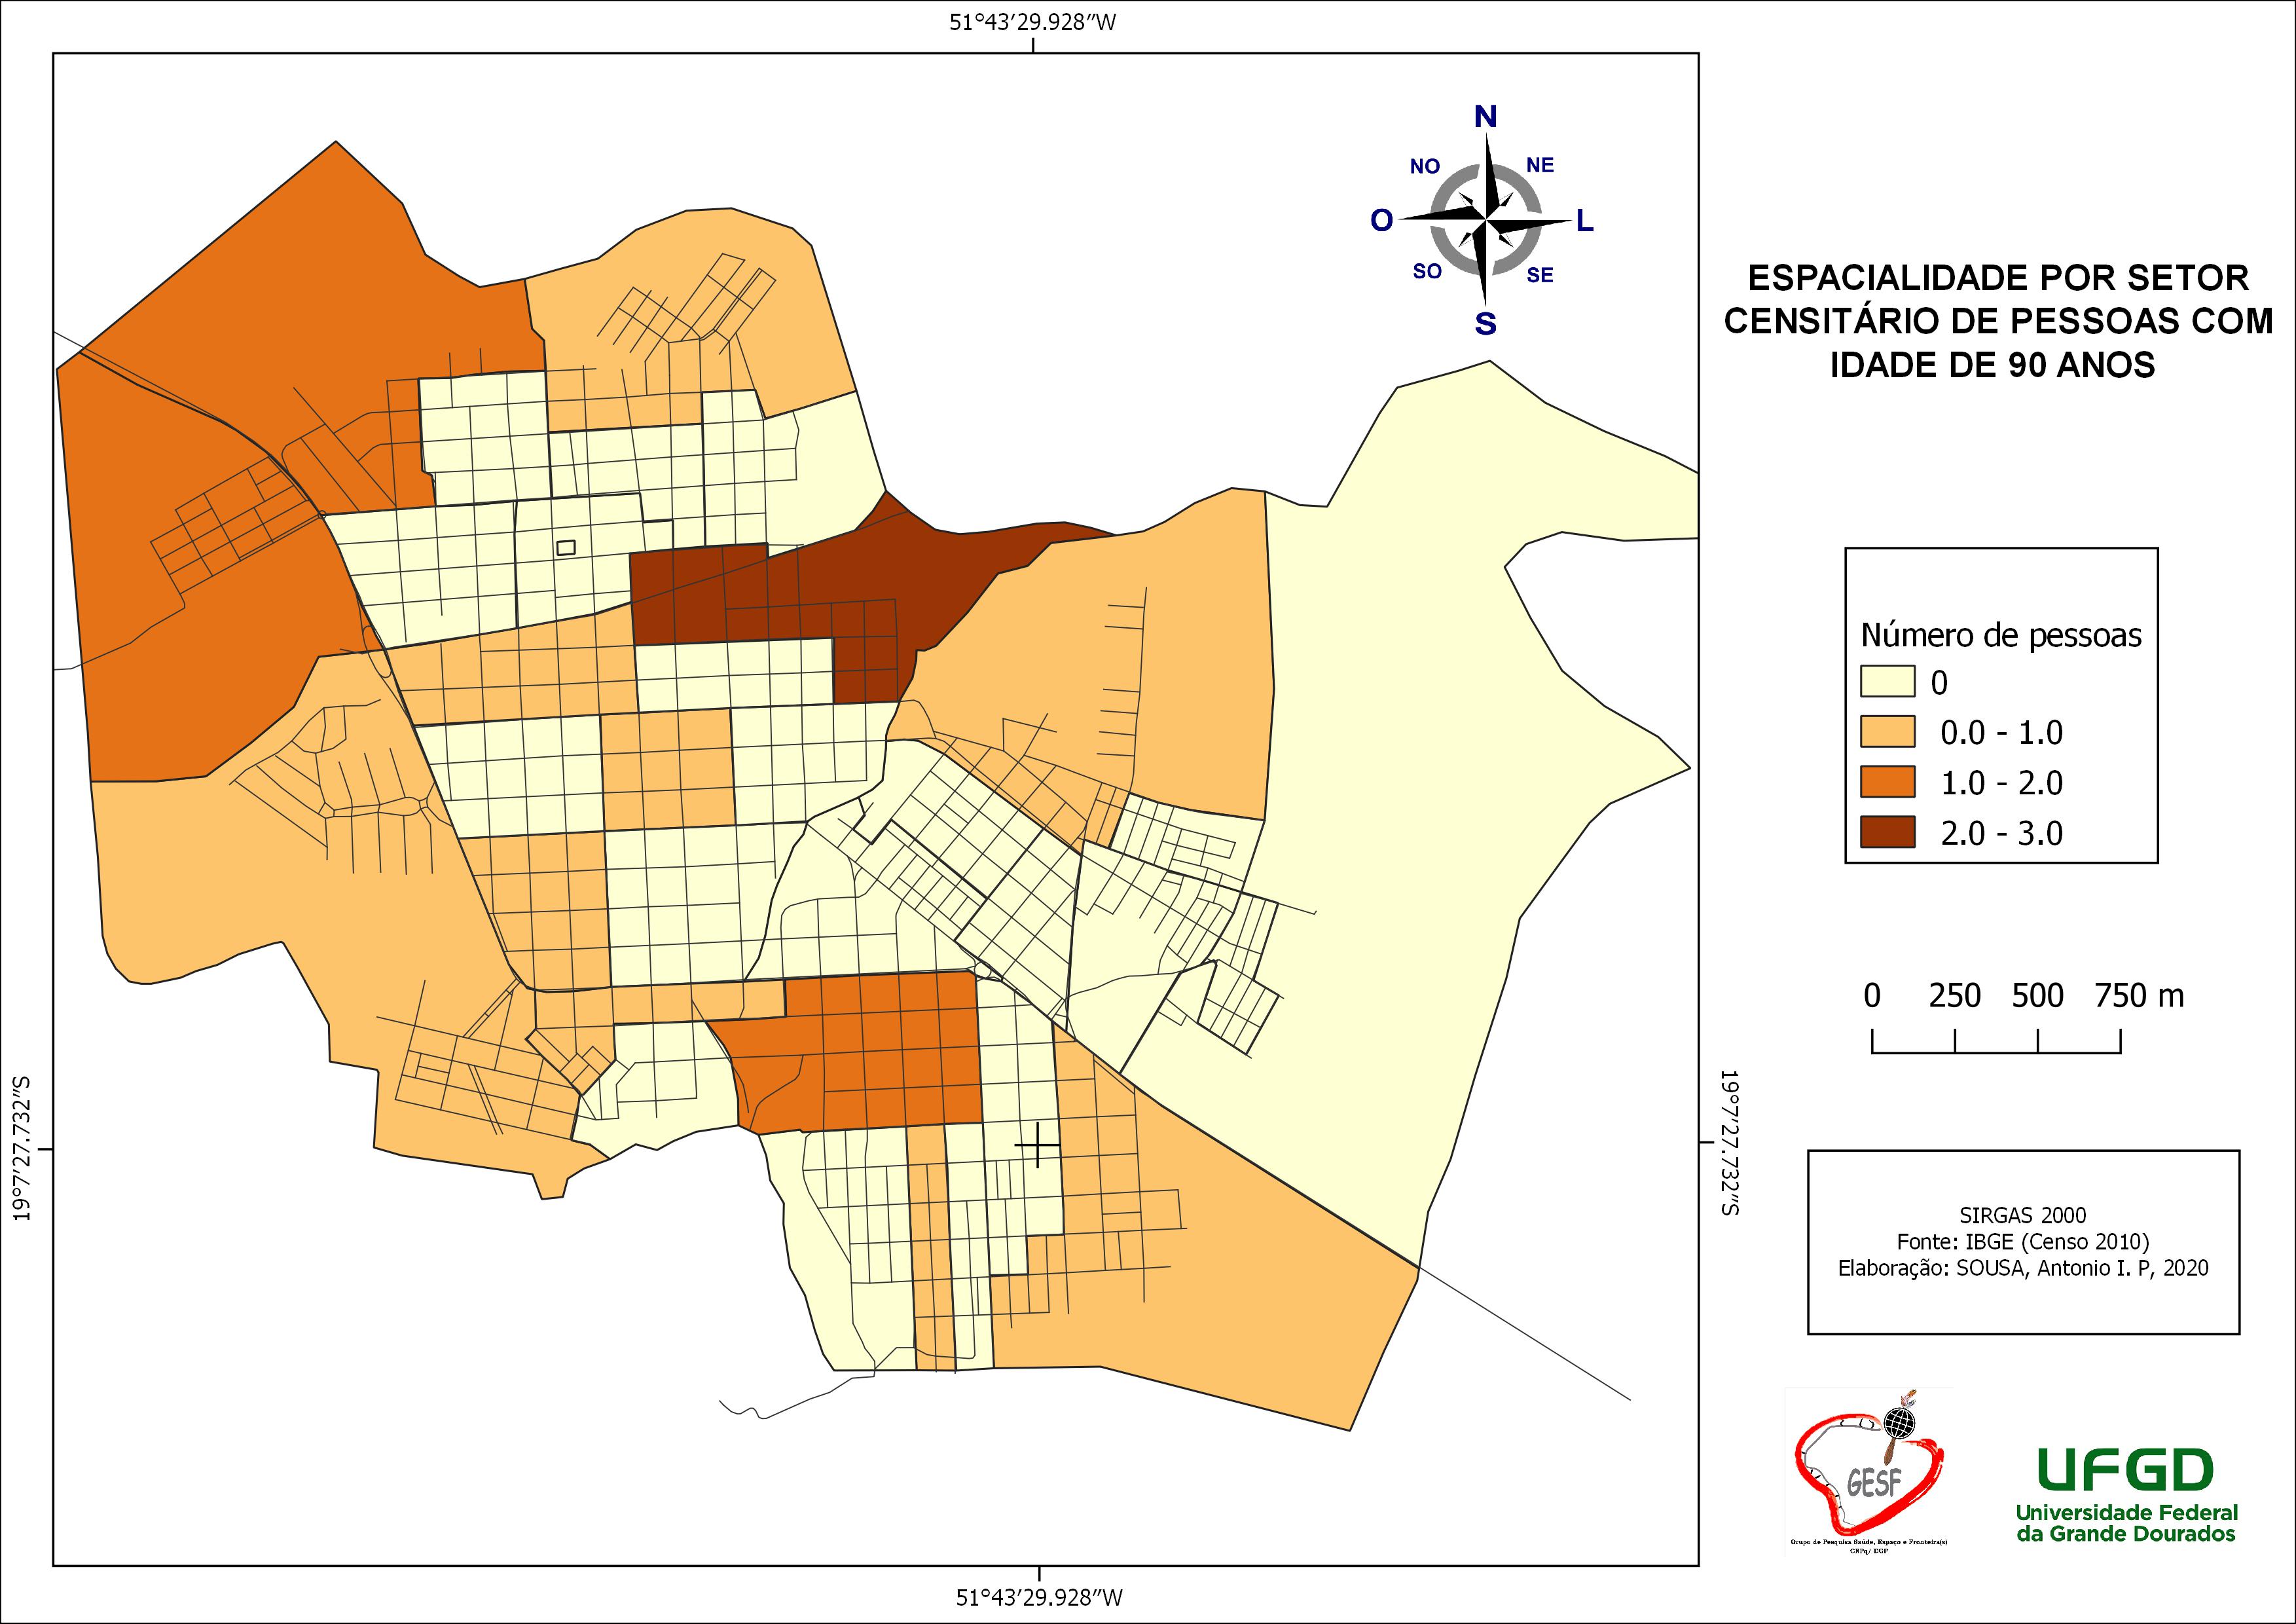 51°43'29.928"W
N
NO
NE
O
L
SO
SE
S
ESPACIALIDADE POR SETOR
CENSITÁRIO DE PESSOAS COM
IDADE DE 90 ANOS
Número de pessoas
0
0.0 - 1.0
1.0 - 2.0
2.0 - 3.0
0 250 500 750 m
19°7'27.732"S
19°7'27.732"S
SIRGAS 2000
Fonte: IBGE (Censo 2010)
Elaboração: SOUSA, Antonio I. P, 2020
GESF
Grupo de Pesquisa Saúde, Espaço e Fronteira(s)
CNPq/ DGP
UFGD
Universidade Federal
da Grande Dourados
51°43'29.928"W